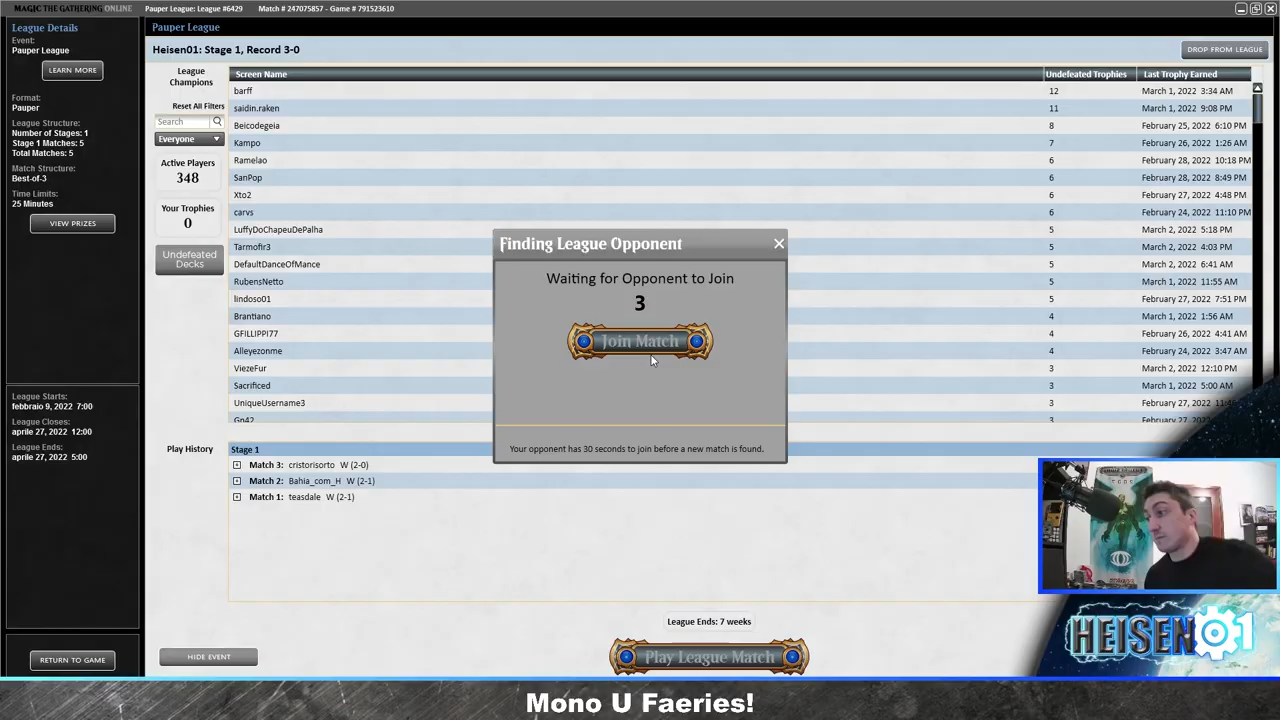 MAGIC THE GATHERING ONLINE
Pauper League: League #6429
Match # 247075857 - Game # 791523610
League Details
Event:
Pauper League
LEARN MORE
Format:
Pauper
League Structure:
Number of Stages: 1
Stage 1 Matches: 5
Total Matches: 5
Match Structure:
Best-of-3
Time Limits:
25 Minutes
VIEW PRIZES
League Starts:
febbraio 9, 2022 7:00
League Closes:
aprile 27, 2022 12:00
League Ends:
aprile 27, 2022 5:00
RETURN TO GAME
Pauper League
Heisen01: Stage 1, Record 3-0
DROP FROM LEAGUE
League Champions
Reset All Filters
Search
Everyone
Active Players
348
Your Trophies
0
Undefeated Decks
Screen Name Undefeated Trophies Last Trophy Earned
barff 12 March 1, 2022 3:34 AM
saidin.raken 11 March 1, 2022 9:08 PM
Beicodegeia 8 February 25, 2022 6:10 PM
Kampo 7 February 26, 2022 1:26 AM
Ramelao 6 February 28, 2022 10:18 PM
SanPop 6 February 28, 2022 8:49 PM
Xto2 6 February 27, 2022 4:48 PM
carvs 6 February 24, 2022 11:10 PM
LuffyDoChapeuDePalha 5 March 2, 2022 5:18 PM
Tarmofir3 5 March 2, 2022 4:03 PM
DefaultDanceOfMance 5 March 2, 2022 6:41 AM
RubensNetto 5 March 1, 2022 11:55 AM
lindoso01 5 February 27, 2022 7:51 PM
Brantiano 4 March 1, 2022 1:56 AM
GFILLIPPI77 4 February 26, 2022 4:41 AM
Alleyezonme 4 February 24, 2022 3:47 AM
ViezeFur 3 March 2, 2022 12:10 PM
Sacrificed 3 March 1, 2022 5:00 AM
UniqueUsername3 3 February 27, 2022
Gn42 3 February 27, 2022
Finding League Opponent
Waiting for Opponent to Join
3
Join Match
Your opponent has 30 seconds to join before a new match is found.
Play History
Stage 1
Match 3: cristorisorto W (2-0)
Match 2: Bahia_com_H W (2-1)
Match 1: teasdale W (2-1)
League Ends: 7 weeks
HIDE EVENT
Play League Match
HEISEN01
Mono U Faeries!